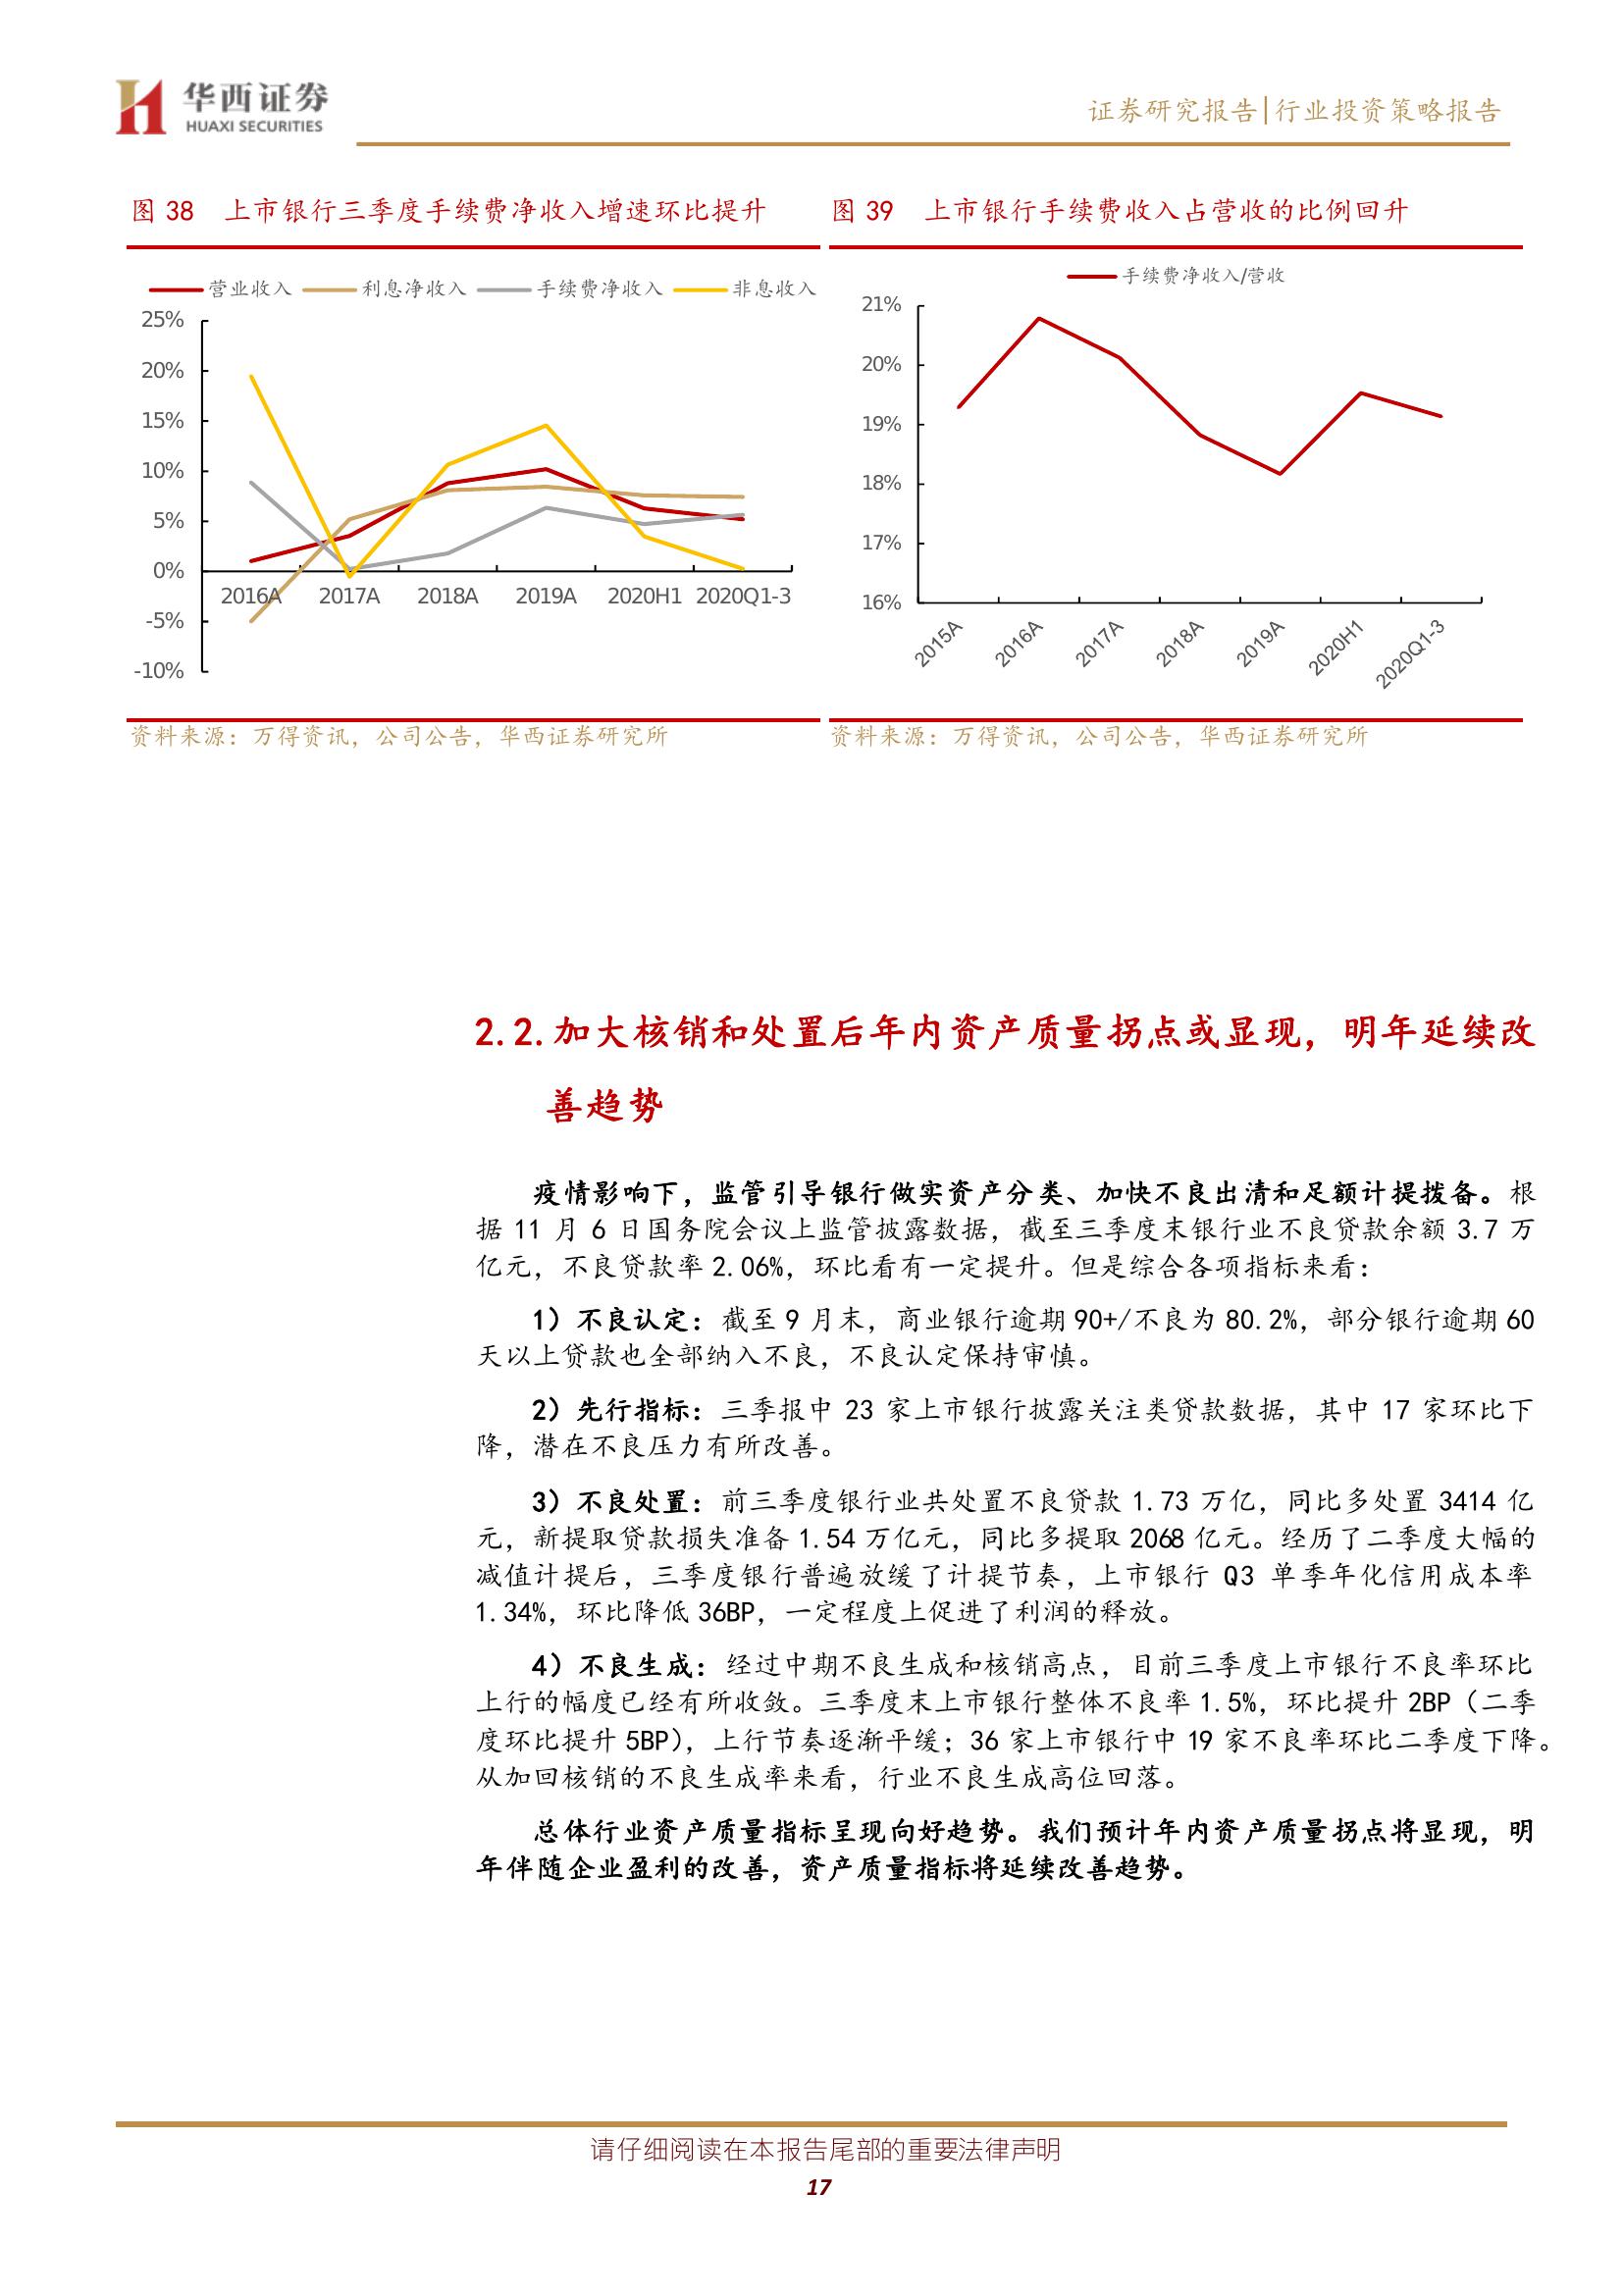 华西证券
HUAXI SECURITIES
证券研究报告|行业投资策略报告
图 38 上市银行三季度手续费净收入增速环比提升
营业收入 利息净收入 手续费净收入 非息收入
25%
20%
15%
10%
5%
0%
-5%
-10%
2016A 2017A 2018A 2019A 2020H1 2020Q1-3
资料来源：万得资讯，公司公告，华西证券研究所
图 39 上市银行手续费收入占营收的比例回升
手续费净收入/营收
21%
20%
19%
18%
17%
16%
2015A 2016A 2017A 2018A 2019A 2020H1 2020Q1-3
资料来源：万得资讯，公司公告，华西证券研究所
2.2.加大核销和处置后年内资产质量拐点或显现，明年延续改
善趋势
疫情影响下，监管引导银行做实资产分类、加快不良出清和足额计提拨备。根
据 11 月 6 日国务院会议上监管披露数据，截至三季度末银行业不良贷款余额 3.7 万
亿元，不良贷款率 2.06%，环比看有一定提升。但是综合各项指标来看：
1）不良认定：截至 9 月末，商业银行逾期 90+/不良为 80.2%，部分银行逾期 60
天以上贷款也全部纳入不良，不良认定保持审慎。
2）先行指标：三季报中 23 家上市银行披露关注类贷款数据，其中 17 家环比下
降，潜在不良压力有所改善。
3）不良处置：前三季度银行业共处置不良贷款 1.73 万亿，同比多处置 3414 亿
元，新提取贷款损失准备 1.54 万亿元，同比多提取 2068 亿元。经历了二季度大幅的
减值计提后，三季度银行普遍放缓了计提节奏，上市银行 Q3 单季年化信用成本率
1.34%，环比降低 36BP，一定程度上促进了利润的释放。
4）不良生成：经过中期不良生成和核销高点，目前三季度上市银行不良率环比
上行的幅度已经有所收敛。三季度末上市银行整体不良率 1.5%，环比提升 2BP（二季
度环比提升 5BP），上行节奏逐渐平缓；36 家上市银行中 19 家不良率环比二季度下降。
从加回核销的不良生成率来看，行业不良生成高位回落。
总体行业资产质量指标呈现向好趋势。我们预计年内资产质量拐点将显现，明
年伴随企业盈利的改善，资产质量指标将延续改善趋势。
请仔细阅读在本报告尾部的重要法律声明
17